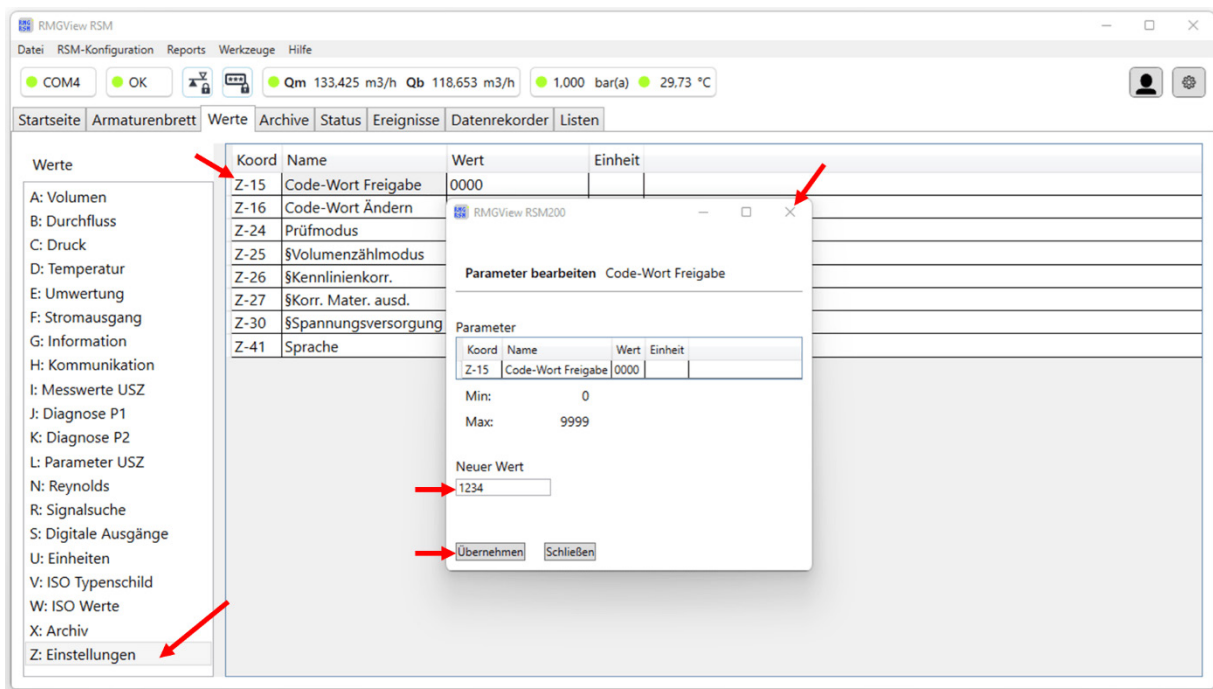 RMGView RSM
Datei RSM-Konfiguration Reports Werkzeuge Hilfe
COM4 OK Qm 133,425 m3/h Qb 118,653 m3/h 1,000 bar(a) 29,73 °C
Startseite Armaturenbrett Werte Archive Status Ereignisse Datenrekorder Listen
Werte
A: Volumen
B: Durchfluss
C: Druck
D: Temperatur
E: Umwertung
F: Stromausgang
G: Information
H: Kommunikation
I: Messwerte USZ
J: Diagnose P1
K: Diagnose P2
L: Parameter USZ
N: Reynolds
R: Signalsuche
S: Digitale Ausgänge
U: Einheiten
V: ISO Typenschild
W: ISO Werte
X: Archiv
Z: Einstellungen
Koord Name Wert Einheit
Z-15 Code-Wort Freigabe 0000
Z-16 Code-Wort Ändern
Z-24 Prüfmodus
Z-25 §Volumenzählmodus
Z-26 §Kennlinienkorr.
Z-27 §Korr. Mater. ausd.
Z-30 §Spannungsversorgung
Z-41 Sprache
RMGView RSM200
Parameter bearbeiten Code-Wort Freigabe
Parameter
Koord Name Wert Einheit
Z-15 Code-Wort Freigabe 0000
Min: 0
Max: 9999
Neuer Wert
1234
Übernehmen Schließen